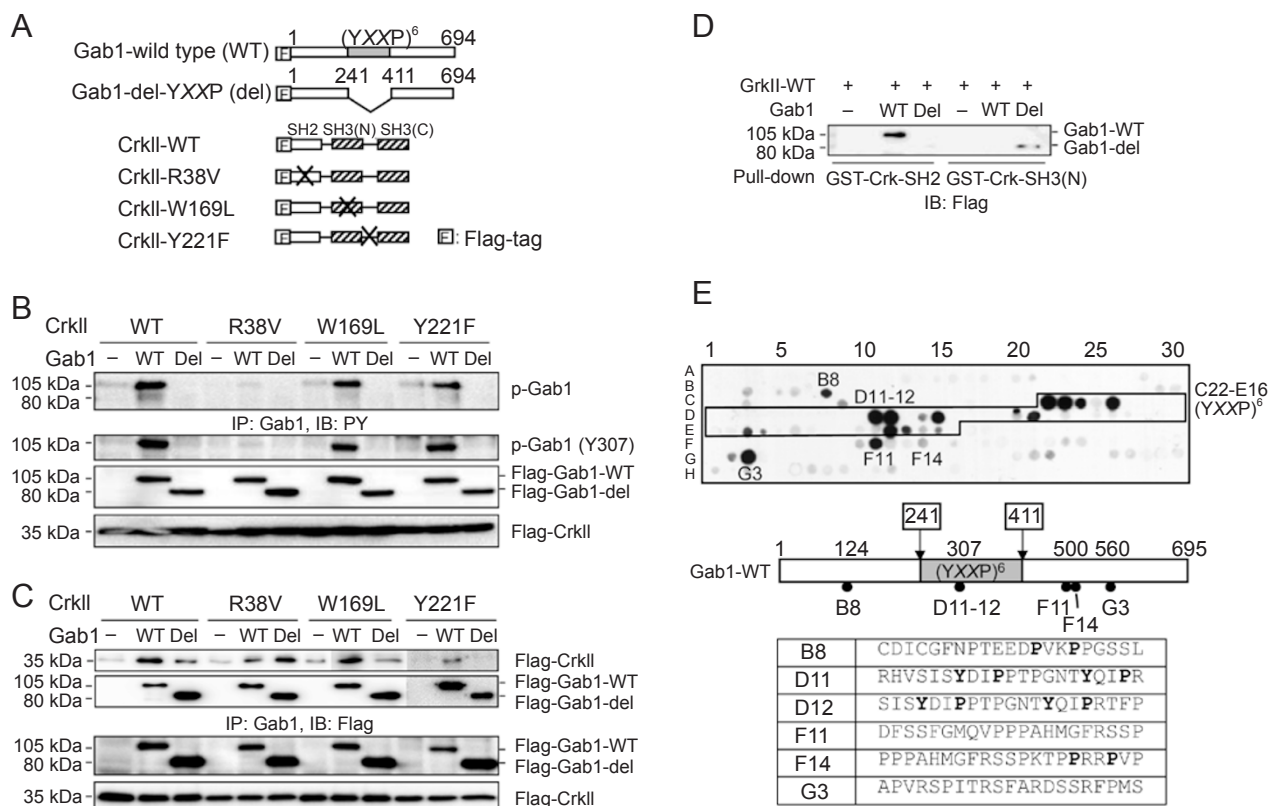 A
1 (YXXP)6 694
Gab1-wild type (WT) F
1 241 411 694
Gab1-del-YXXP (del) F
SH2 SH3(N) SH3(C)
CrkII-WT F
CrkII-R38V F
CrkII-W169L F
CrkII-Y221F F
F : Flag-tag
B
CrkII WT R38V W169L Y221F
Gab1 – WT Del – WT Del – WT Del – WT Del
105 kDa
80 kDa
p-Gab1
IP: Gab1, IB: PY
105 kDa
p-Gab1 (Y307)
105 kDa Flag-Gab1-WT
80 kDa Flag-Gab1-del
35 kDa Flag-CrkII
C
CrkII WT R38V W169L Y221F
Gab1 – WT Del – WT Del – WT Del – WT Del
35 kDa Flag-CrkII
105 kDa Flag-Gab1-WT
80 kDa Flag-Gab1-del
IP: Gab1, IB: Flag
105 kDa Flag-Gab1-WT
80 kDa Flag-Gab1-del
35 kDa Flag-CrkII
D
GrkII-WT + + + + + +
Gab1 – WT Del – WT Del
105 kDa Gab1-WT
80 kDa Gab1-del
Pull-down GST-Crk-SH2 GST-Crk-SH3(N)
IB: Flag
E
1 5 10 15 20 25 30
A
B
C
D
E
F
G
H
B8
D11-12
F11 F14
G3
C22-E16
(YXXP)6
241 411
1 124 307 500 560 695
Gab1-WT (YXXP)6
B8 D11-12 F11 G3
F14
B8 CDICGFNPTEEDPVKPPGSSL
D11 RHVSISYDIPPTPGNTYQIPR
D12 SISYDIPPTPGNTYQIPRTFP
F11 DFSSFGMQVPPPAHMGFRSSP
F14 PPPAHMGFRSSPKTPPRRPVP
G3 APVRSPITRSFARDSSRFPMS